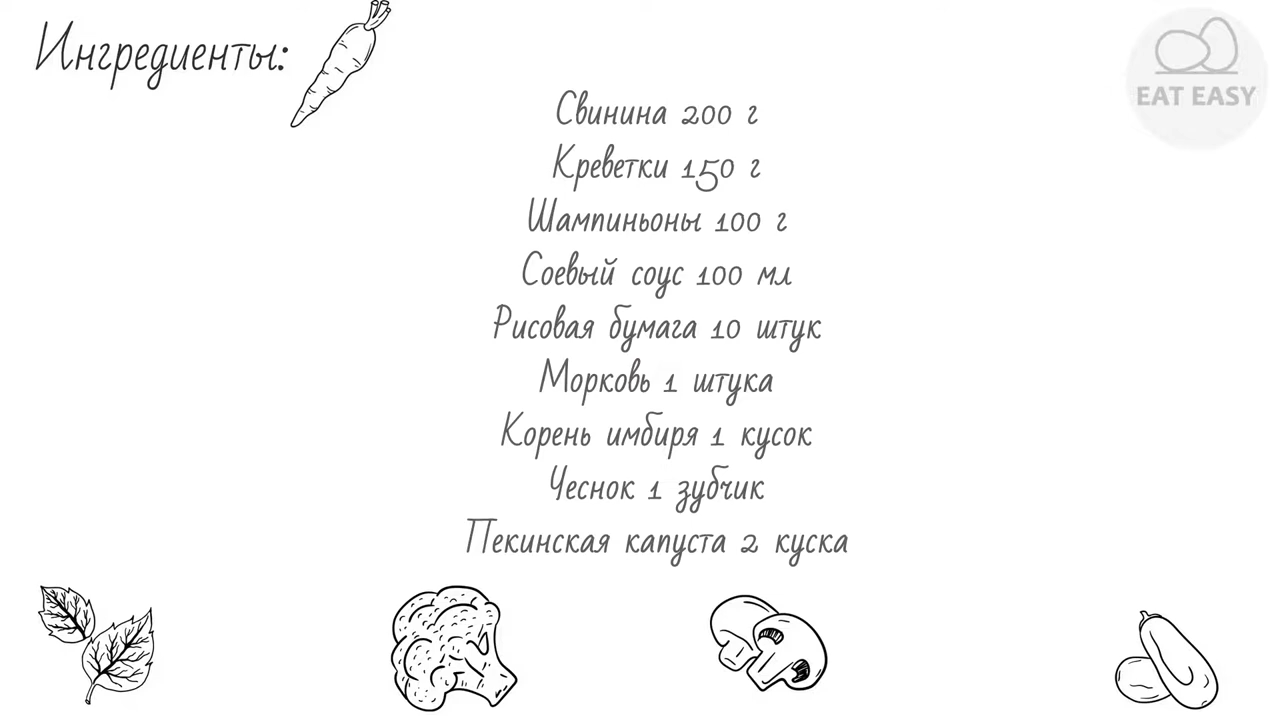 Ингредиенты:
EAT EASY
Свинина 200 г
Креветки 150 г
Шампиньоны 100 г
Соевый соус 100 мл
Рисовая бумага 10 штук
Морковь 1 штука
Корень имбиря 1 кусок
Чеснок 1 зубчик
Пекинская капуста 2 куска